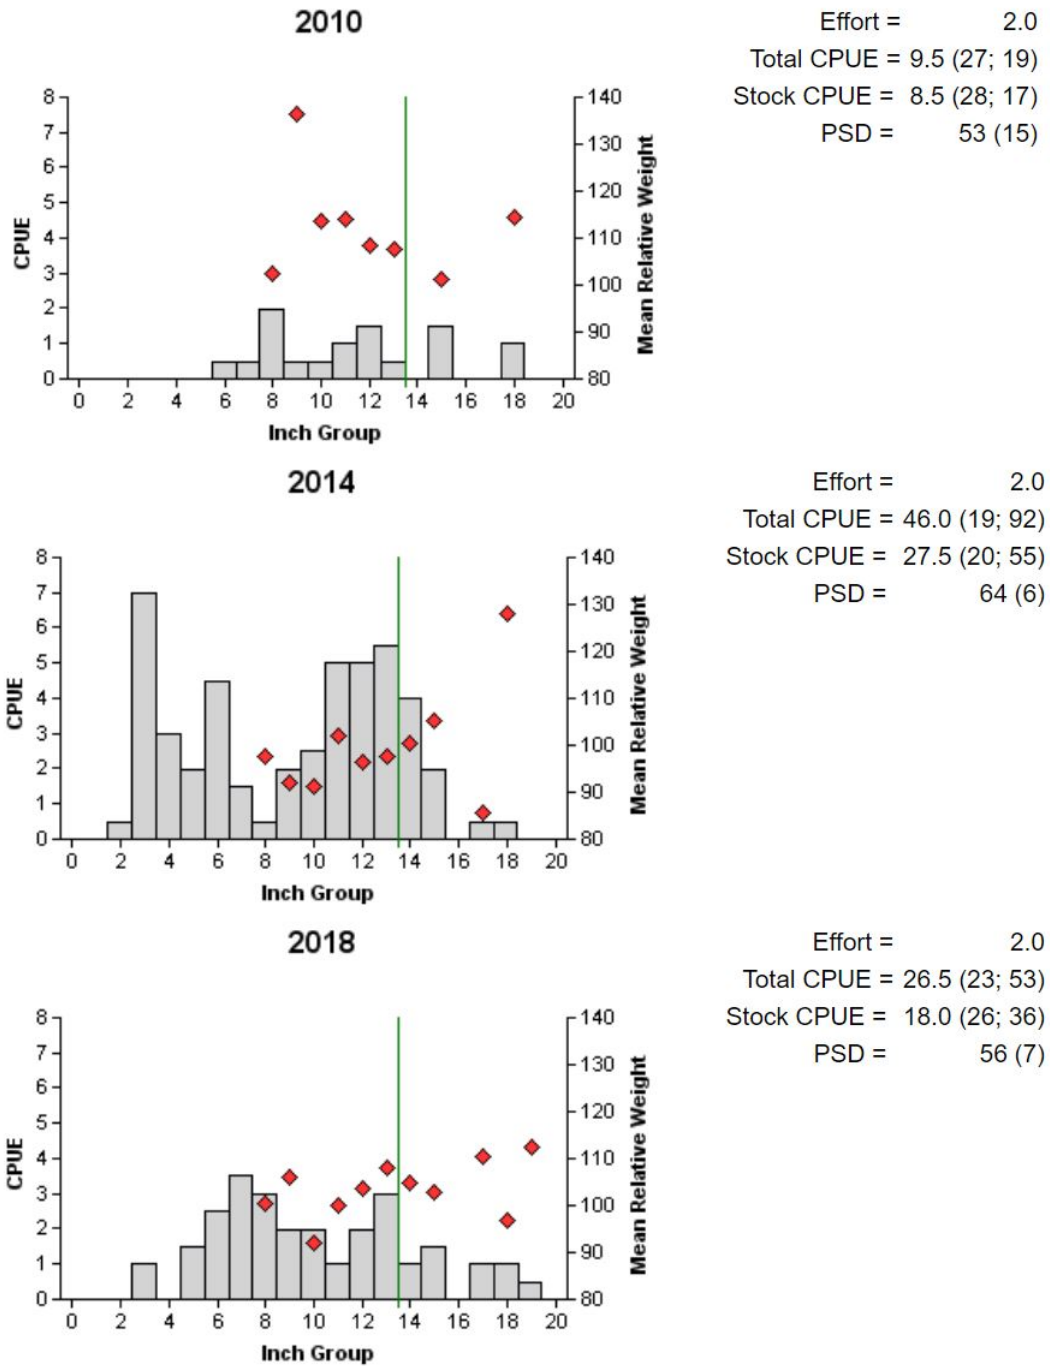 2010
Effort = 2.0
Total CPUE = 9.5 (27; 19)
Stock CPUE = 8.5 (28; 17)
PSD = 53 (15)
8 140
7 130
6 120
5 110
4 100
3 90
2 80
1
0
CPUE
Mean Relative Weight
0 2 4 6 8 10 12 14 16 18 20
Inch Group
2014
Effort = 2.0
Total CPUE = 46.0 (19; 92)
Stock CPUE = 27.5 (20; 55)
PSD = 64 (6)
8 140
7 130
6 120
5 110
4 100
3 90
2 80
1
0
CPUE
Mean Relative Weight
0 2 4 6 8 10 12 14 16 18 20
Inch Group
2018
Effort = 2.0
Total CPUE = 26.5 (23; 53)
Stock CPUE = 18.0 (26; 36)
PSD = 56 (7)
8 140
7 130
6 120
5 110
4 100
3 90
2 80
1
0
CPUE
Mean Relative Weight
0 2 4 6 8 10 12 14 16 18 20
Inch Group